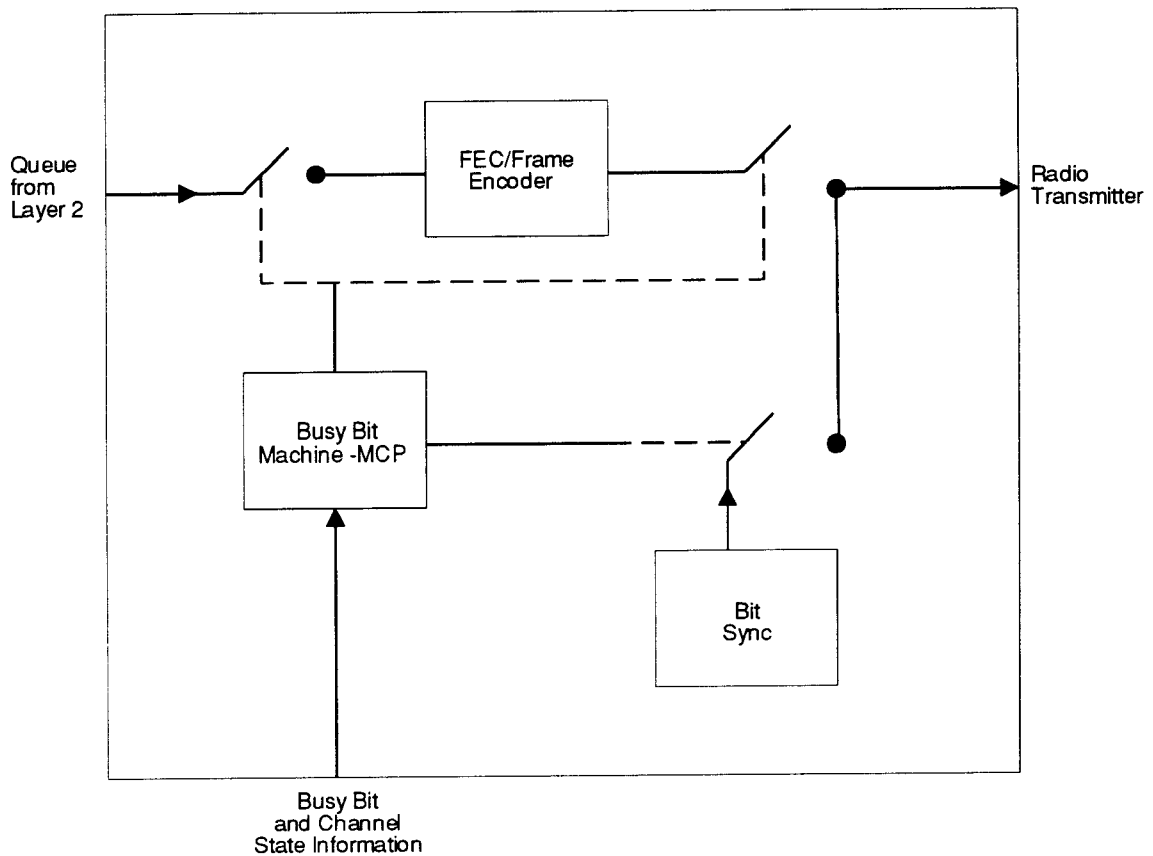 Queue
from
Layer 2
FEC/Frame
Encoder
Radio
Transmitter
Busy Bit
Machine -MCP
Bit
Sync
Busy Bit
and Channel
State Information